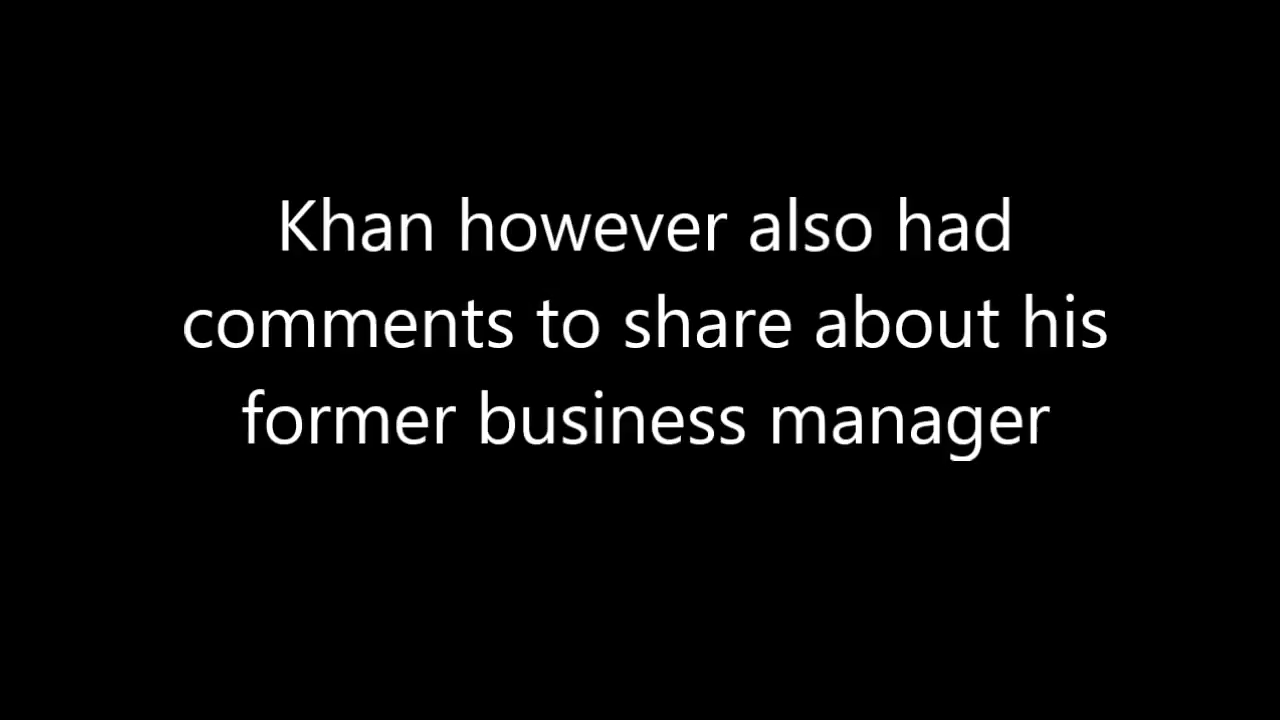 Khan however also had
comments to share about his
former business manager